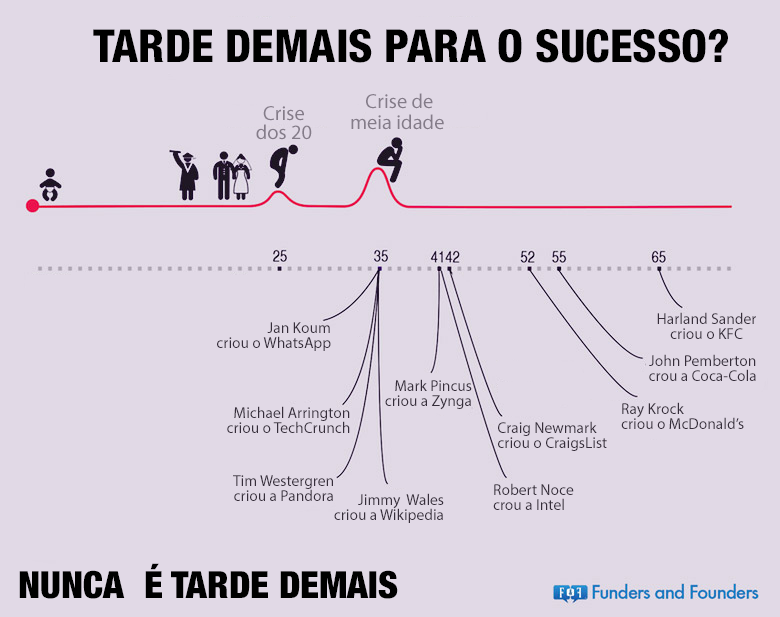 TARDE DEMAIS PARA O SUCESSO?
Crise
dos 20
Crise de
meia idade
25
35
41 42
52
55
65
Jan Koum
criou o WhatsApp
Michael Arrington
criou o TechCrunch
Tim Westergren
criou a Pandora
Jimmy Wales
criou a Wikipedia
Mark Pincus
criou a Zynga
Craig Newmark
criou o CraigsList
Robert Noce
crou a Intel
Harland Sander
criou o KFC
John Pemberton
crou a Coca-Cola
Ray Krock
criou o McDonald's
NUNCA É TARDE DEMAIS
Funders and Founders